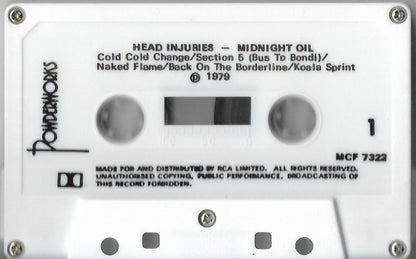 HEAD INJURIES — MIDNIGHT OIL
Cold Cold Change/Section 5 (Bus To Bondi)/
Naked Flame/Back On The Borderline/Koala Sprint
℗ 1979
POWDERWORKS
1
MCF 7322
MADE FOR AND DISTRIBUTED BY RCA LIMITED. ALL RIGHTS RESERVED.
UNAUTHORISED COPYING, PUBLIC PERFORMANCE, BROADCASTING OF
THIS RECORD FORBIDDEN.